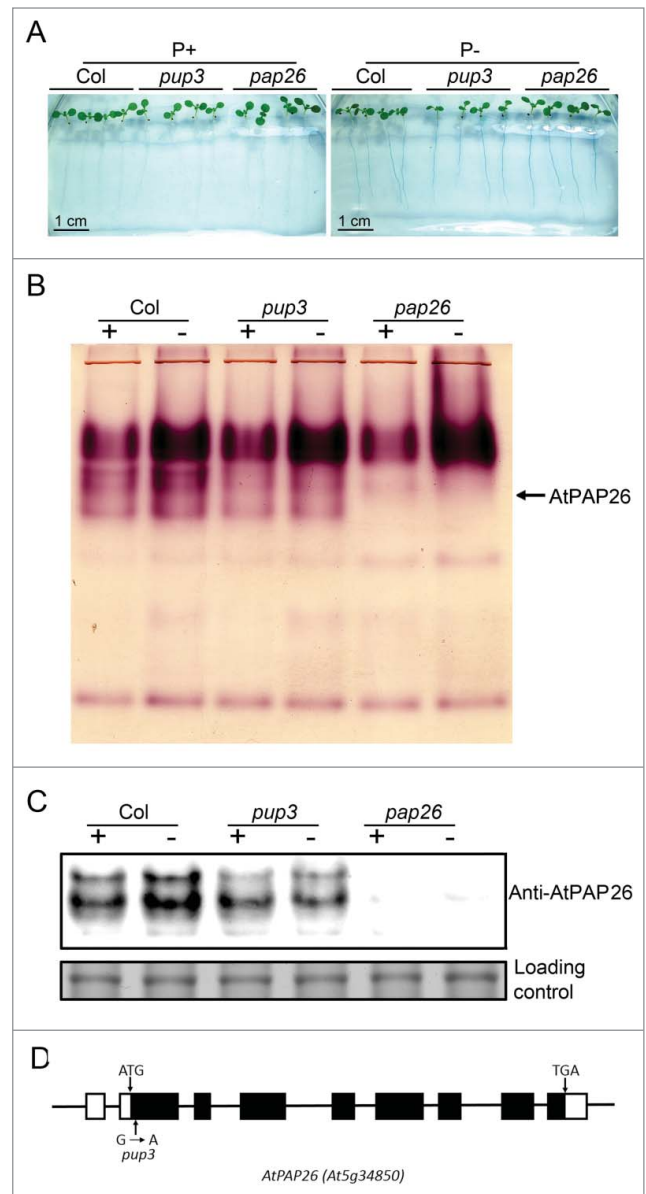 A
P+ P-
Col pup3 pap26 Col pup3 pap26
1 cm 1 cm
B
Col pup3 pap26
+ - + - + -
AtPAP26
C
Col pup3 pap26
+ - + - + -
Anti-AtPAP26
Loading
control
D
ATG TGA
G → A
pup3
AtPAP26 (At5g34850)